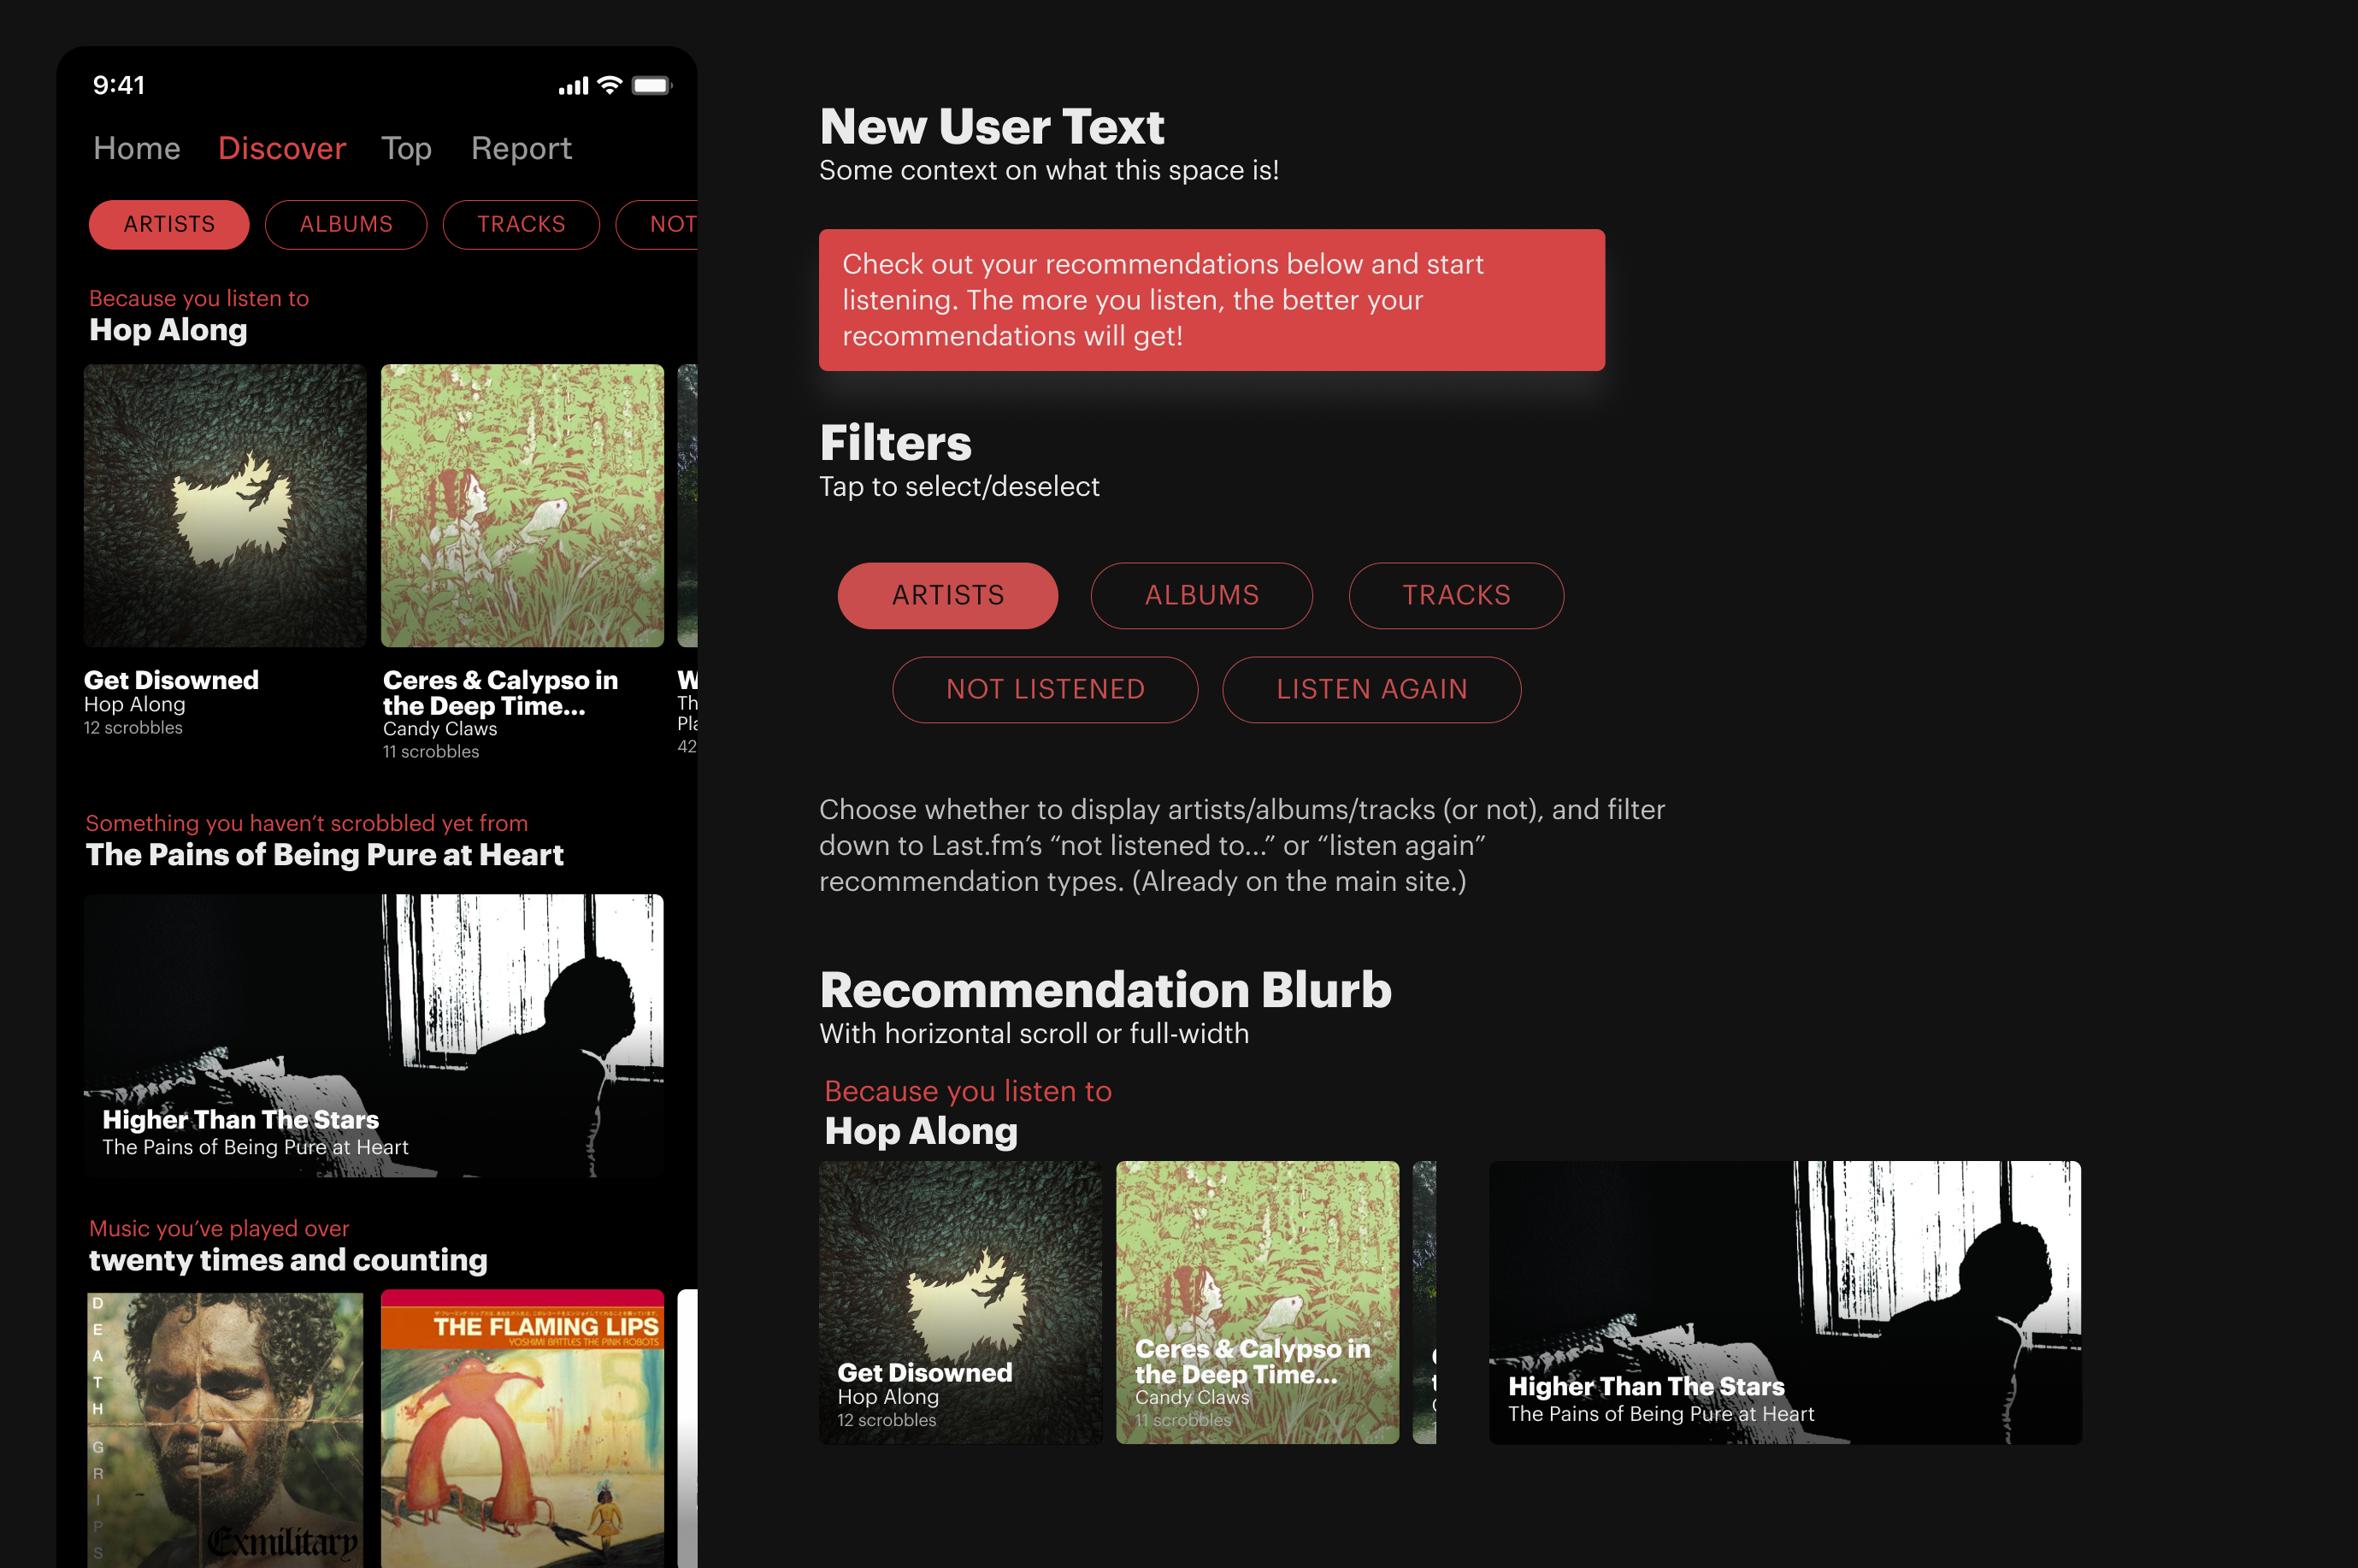 9:41
Home Discover Top Report
ARTISTS ALBUMS TRACKS NOT
Because you listen to
Hop Along
Get Disowned
Hop Along
12 scrobbles
Ceres & Calypso in
the Deep Time...
Candy Claws
11 scrobbles
W
Th
Pla
42
Something you haven’t scrobbled yet from
The Pains of Being Pure at Heart
Higher Than The Stars
The Pains of Being Pure at Heart
Music you’ve played over
twenty times and counting
DEATH GRIPS
Exmilitary
THE FLAMING LIPS
YOSHIMI BATTLES THE PINK ROBOTS
New User Text
Some context on what this space is!
Check out your recommendations below and start
listening. The more you listen, the better your
recommendations will get!
Filters
Tap to select/deselect
ARTISTS ALBUMS TRACKS
NOT LISTENED LISTEN AGAIN
Choose whether to display artists/albums/tracks (or not), and filter
down to Last.fm’s “not listened to...” or “listen again”
recommendation types. (Already on the main site.)
Recommendation Blurb
With horizontal scroll or full-width
Because you listen to
Hop Along
Get Disowned
Hop Along
12 scrobbles
Ceres & Calypso in
the Deep Time...
Candy Claws
11 scrobbles
Higher Than The Stars
The Pains of Being Pure at Heart